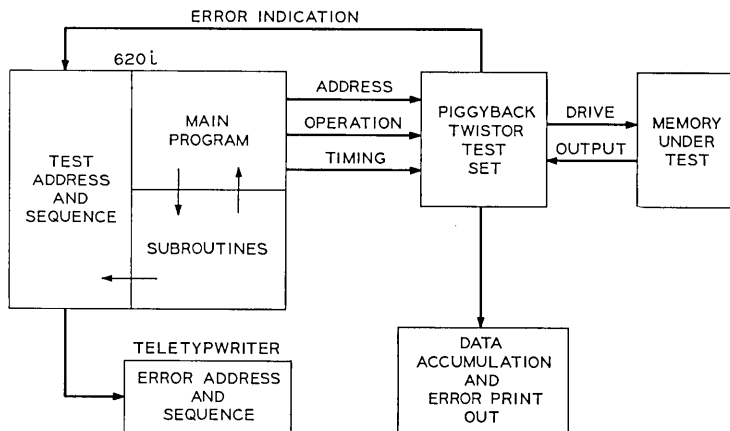 ERROR INDICATION
620i
TEST
ADDRESS
AND
SEQUENCE
MAIN
PROGRAM
SUBROUTINES
ADDRESS
OPERATION
TIMING
PIGGYBACK
TWISTOR
TEST
SET
DRIVE
OUTPUT
MEMORY
UNDER
TEST
TELETYPWRITER
ERROR ADDRESS
AND
SEQUENCE
DATA
ACCUMULATION
AND
ERROR PRINT
OUT